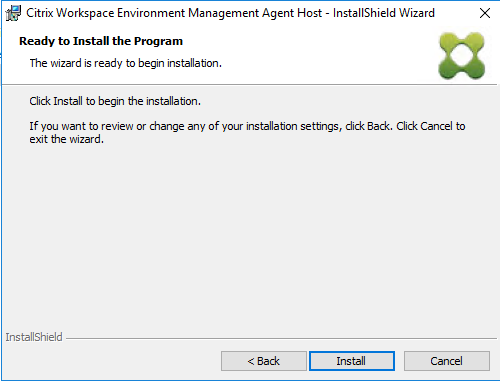 Citrix Workspace Environment Management Agent Host - InstallShield Wizard
Ready to Install the Program
The wizard is ready to begin installation.
Click Install to begin the installation.
If you want to review or change any of your installation settings, click Back. Click Cancel to
exit the wizard.
InstallShield
< Back
Install
Cancel